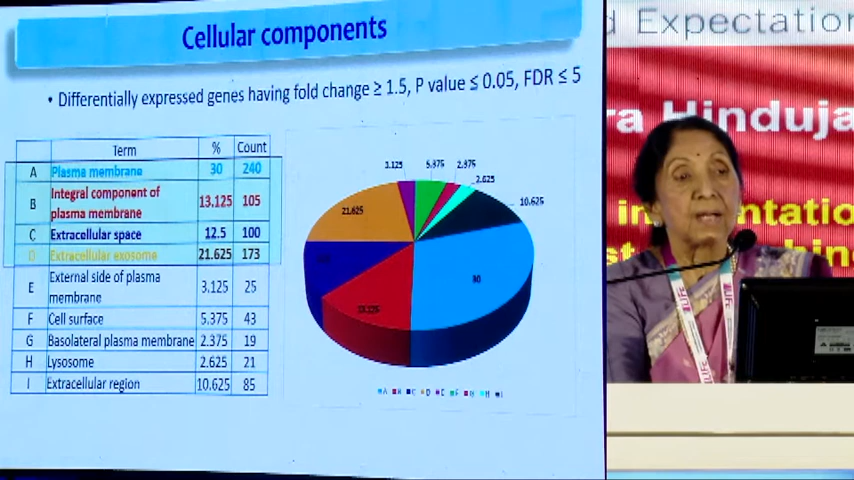 Cellular components
• Differentially expressed genes having fold change ≥ 1.5, P value ≤ 0.05, FDR ≤ 5
Term % Count
A Plasma membrane 30 240
B Integral component of plasma membrane 13.125 105
C Extracellular space 12.5 100
D Extracellular exosome 21.625 173
E External side of plasma membrane 3.125 25
F Cell surface 5.375 43
G Basolateral plasma membrane 2.375 19
H Lysosome 2.625 21
I Extracellular region 10.625 85
3.125 5.375 2.375
2.625
10.625
21.625
30
13.125
A B C D E F G H I
d Expectation
ra Hinduja